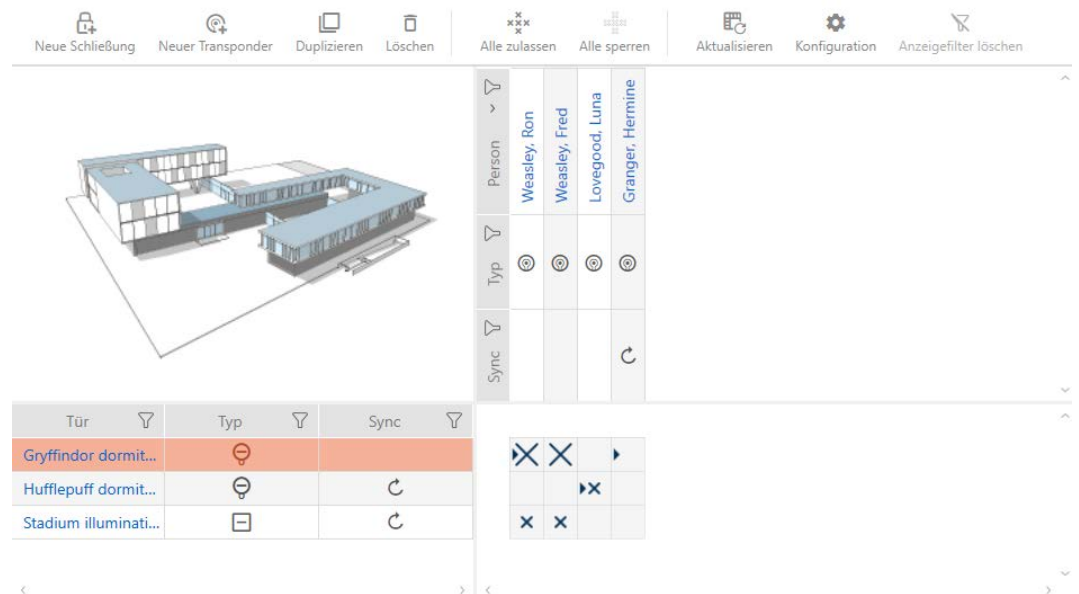 Neue Schließung Neuer Transponder Duplizieren Löschen Alle zulassen Alle sperren Aktualisieren Konfiguration Anzeigefilter löschen
Person
Weasley, Ron
Weasley, Fred
Lovegood, Luna
Granger, Hermine
Typ
Sync
Tür Typ Sync
Gryffindor dormit...
Hufflepuff dormit...
Stadium illuminati...